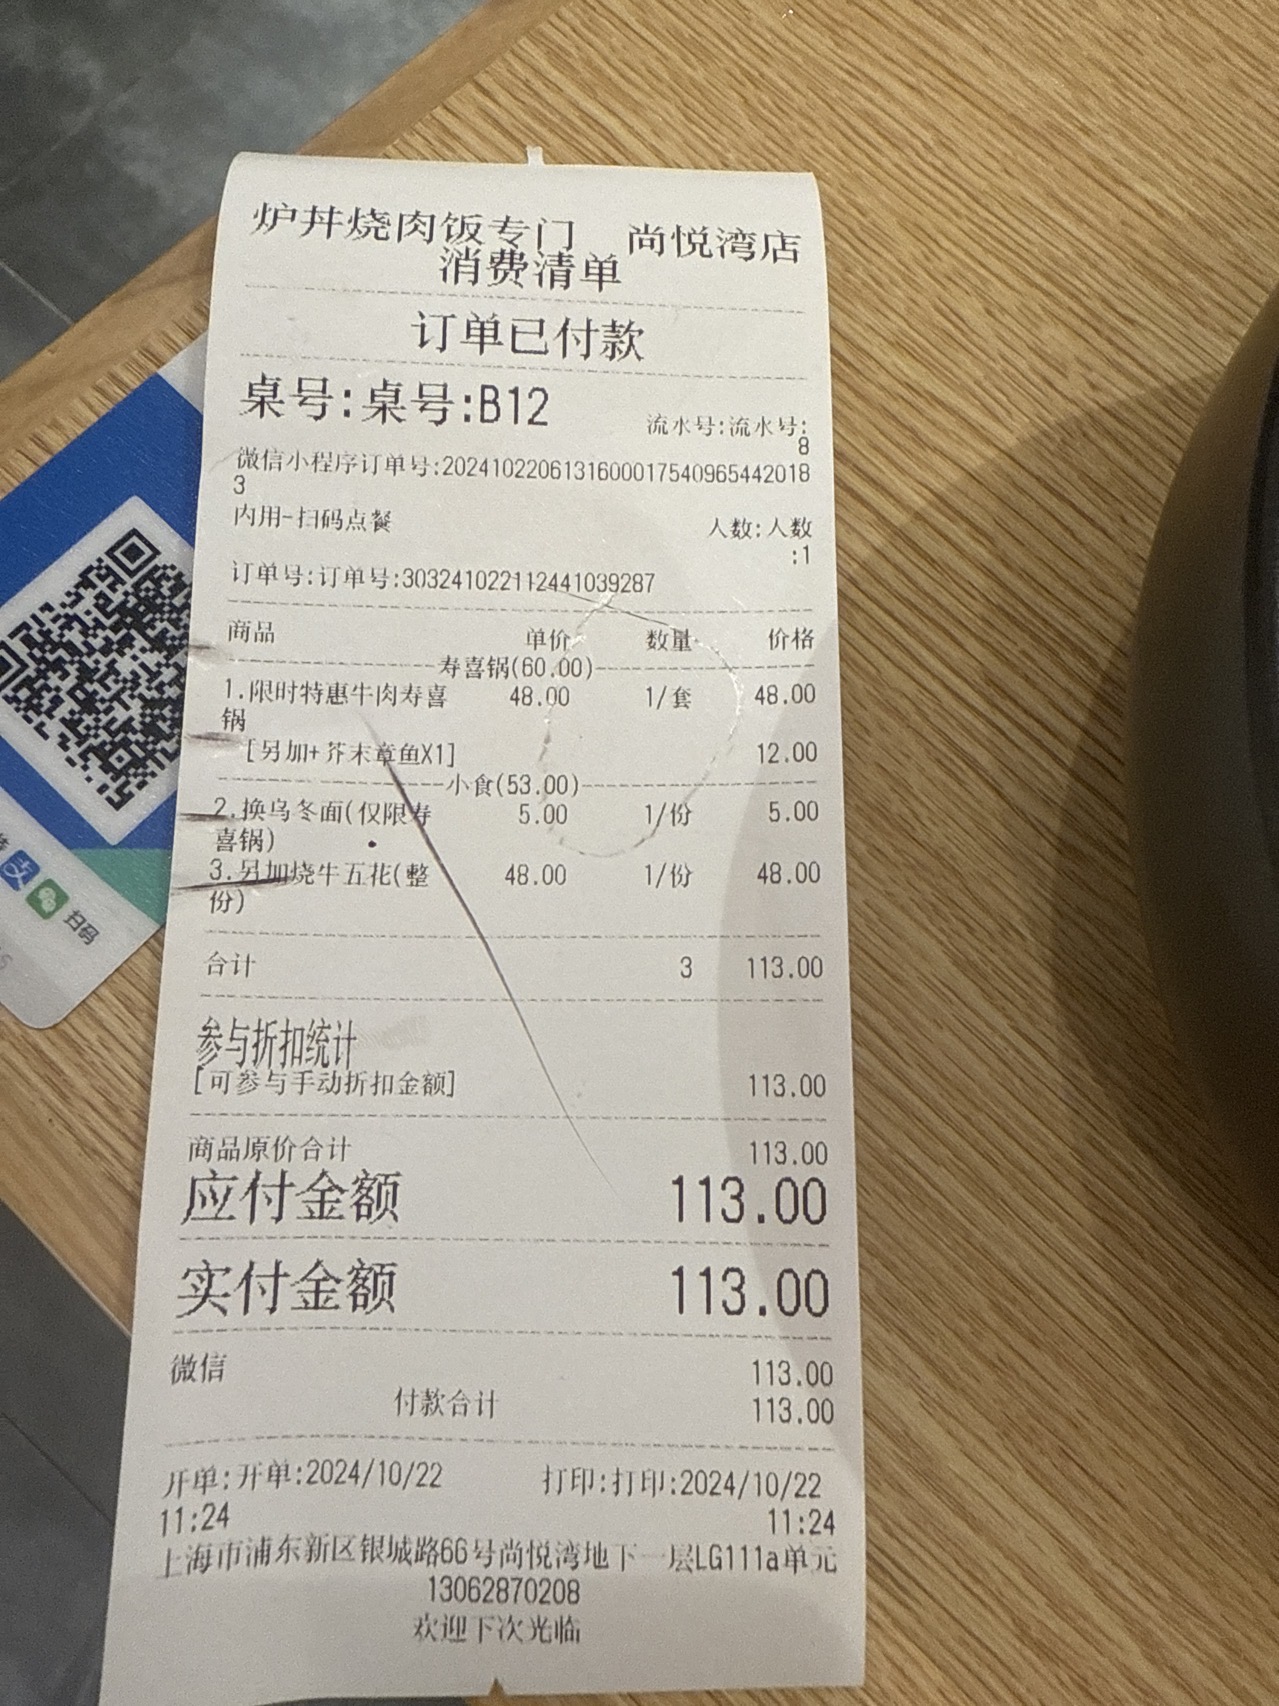 炉丼烧肉饭专门 尚悦湾店
消费清单
订单已付款
桌号:桌号:B12
流水号:流水号:
8
微信小程序订单号:202410220613160001754096544 2018
3
内用-扫码点餐 人数:人数
:1
订单号:订单号:303241022112441039287
商品 单价 数量 价格
寿喜锅(60.00)
1.限时特惠牛肉寿喜 48.00 1/套 48.00
锅
[另加+芥末章鱼X1] 12.00
小食(53.00)
2.换乌冬面(仅限寿 5.00 1/份 5.00
喜锅)
3.另加烧牛五花(整 48.00 1/份 48.00
份)
合计 3 113.00
参与折扣统计
[可参与手动折扣金额] 113.00
商品原价合计 113.00
应付金额 113.00
实付金额 113.00
微信 113.00
付款合计 113.00
开单:开单:2024/10/22 打印:打印:2024/10/22
11:24 11:24
上海市浦东新区银城路66号尚悦湾地下一层LG111a单元
13062870208
欢迎下次光临
支
扫码